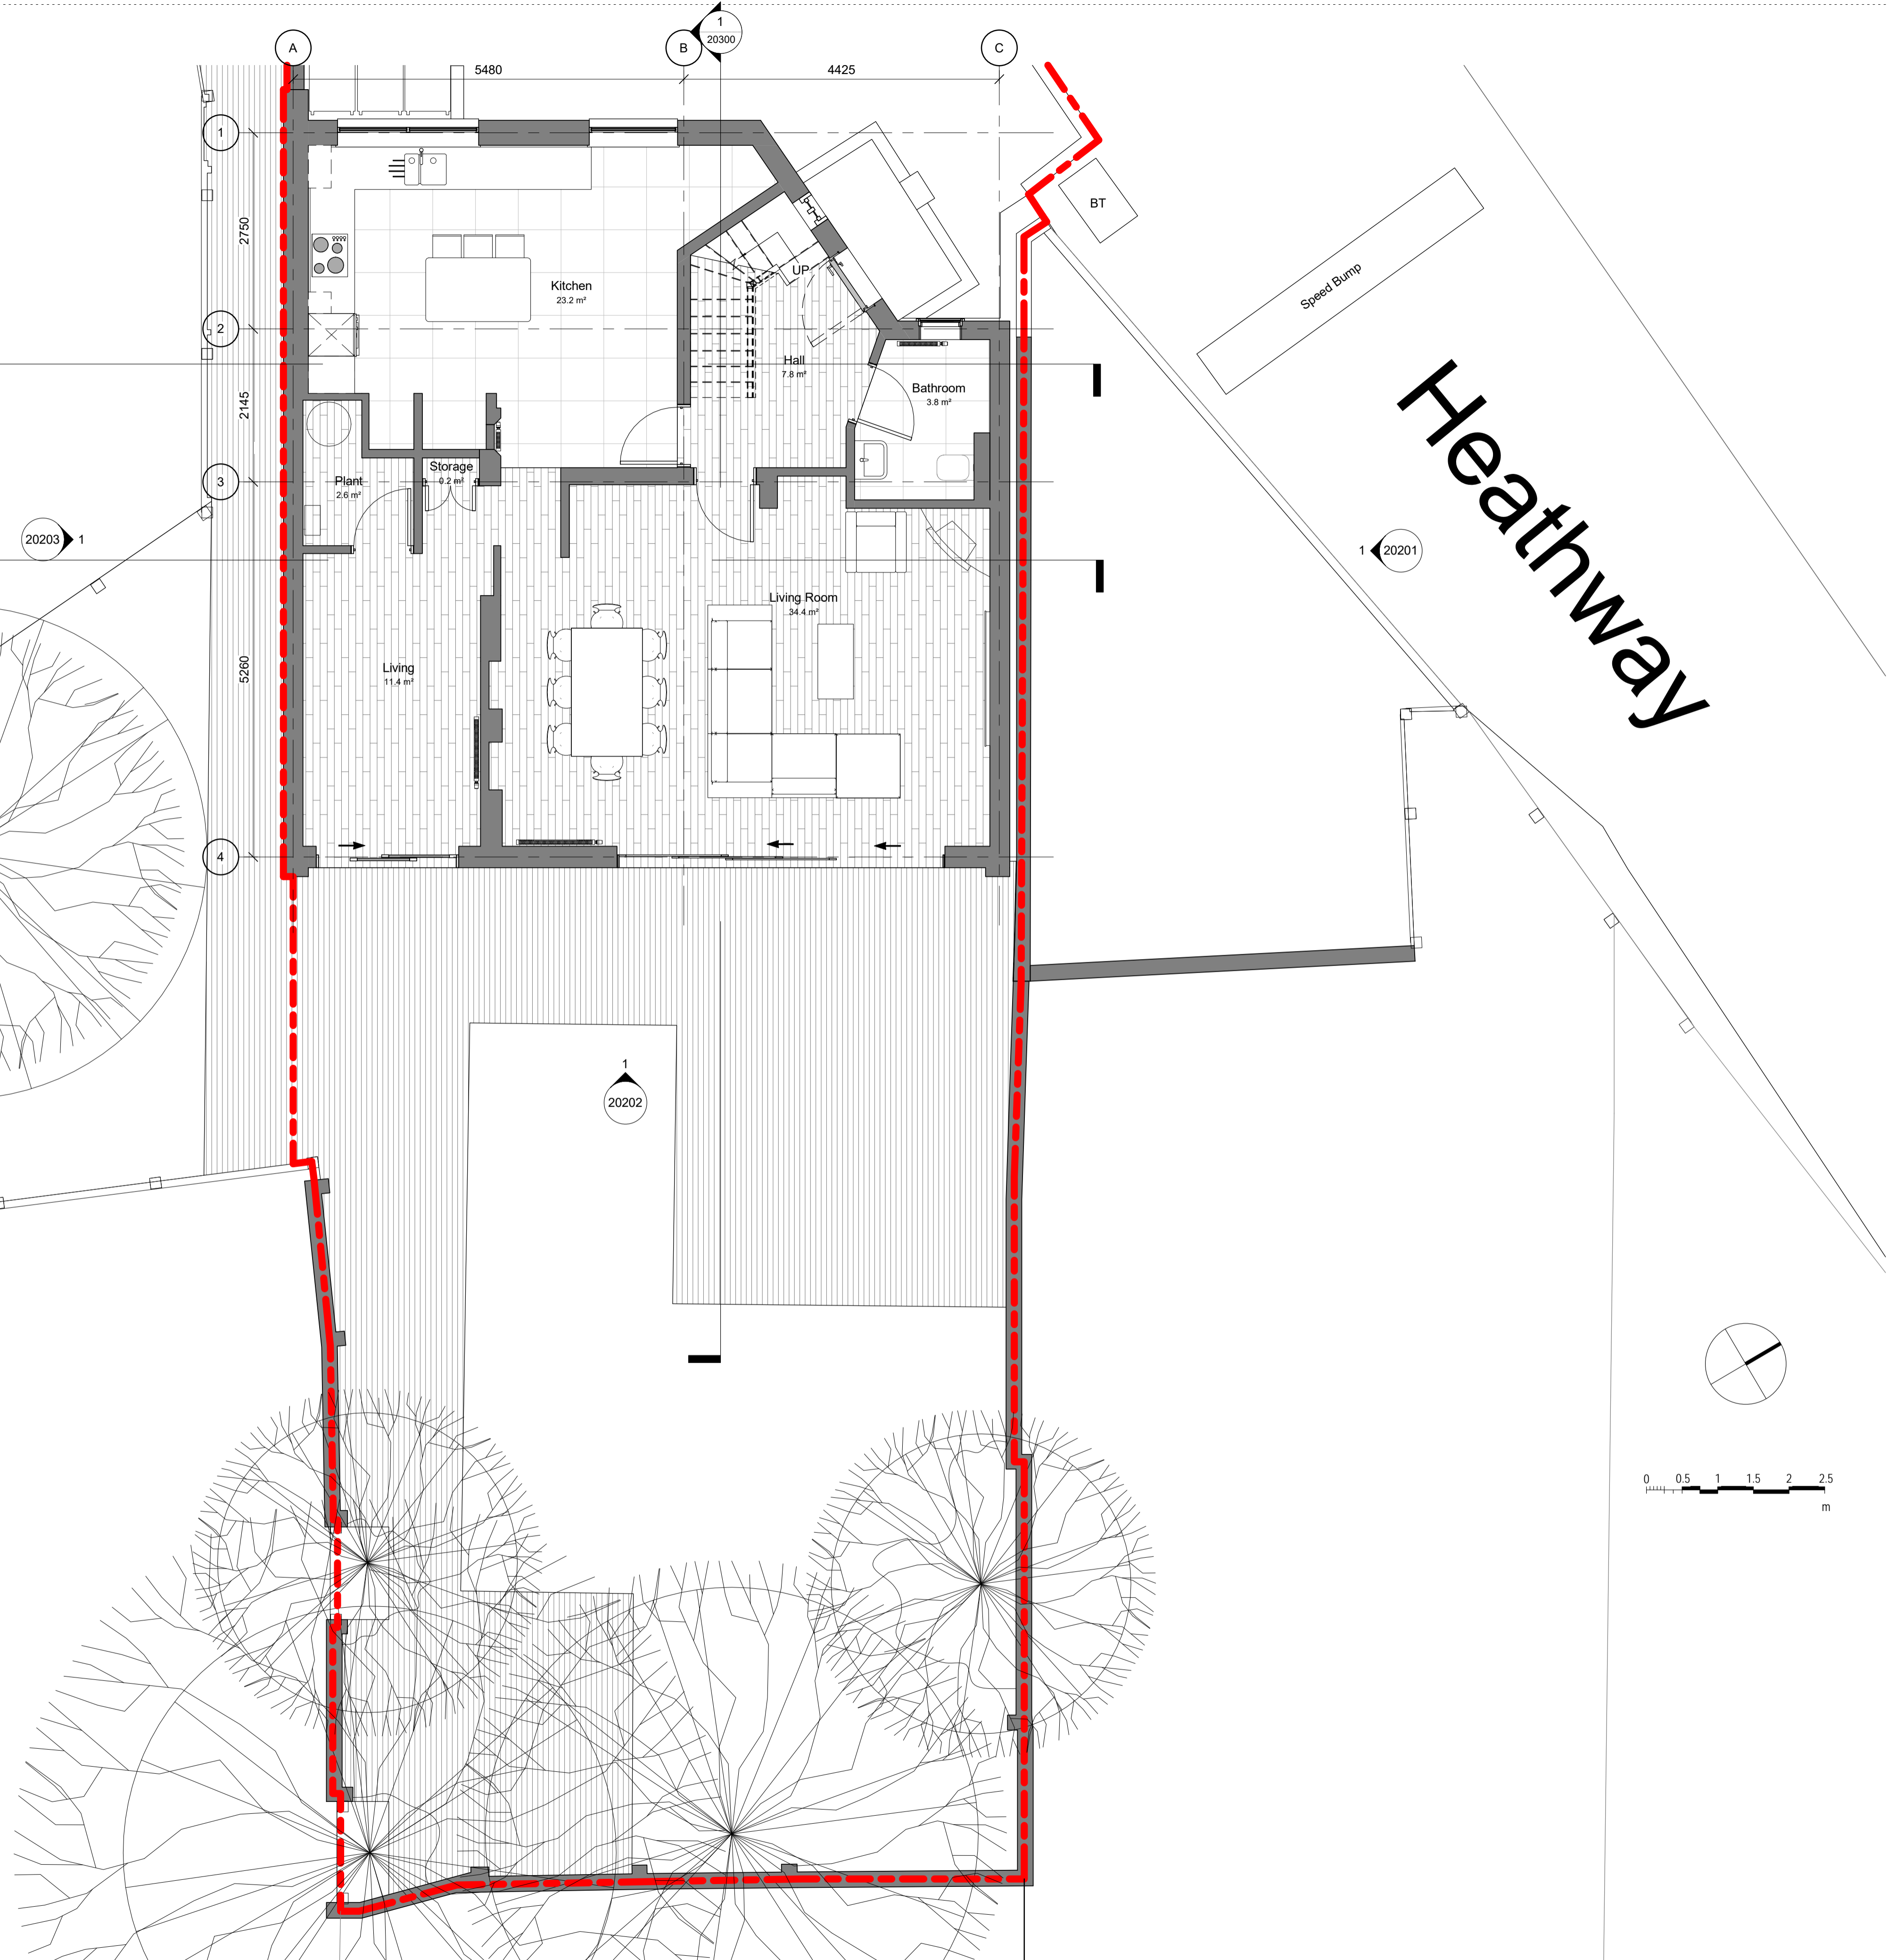 1
20300
A
B
C
5480
4425
1
2750
BT
Speed Bump
UP
Kitchen
23.2 m²
2
Hall
7.8 m²
Bathroom
3.8 m²
2145
Heathway
Storage
0.2 m²
3
Plant
2.6 m²
20203
1
1
20201
Living Room
34.4 m²
5260
Living
11.4 m²
4
1
20202
0 0.5 1 1.5 2 2.5
m